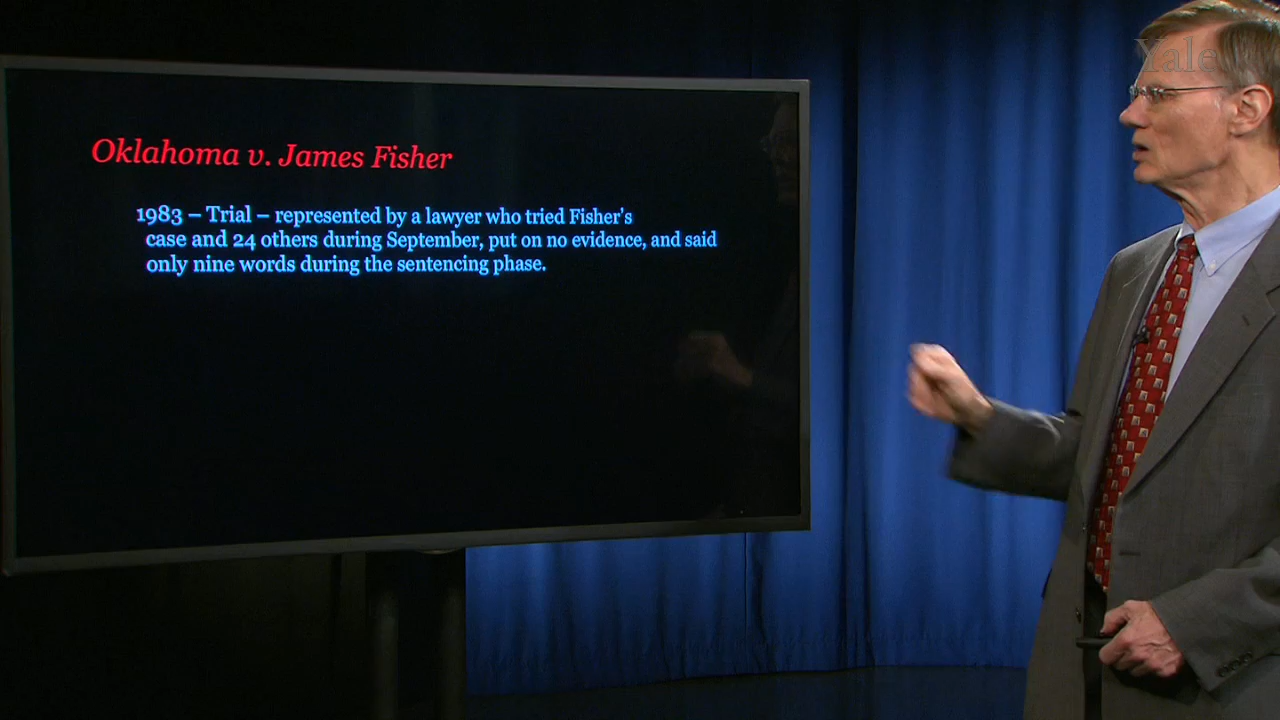 Yale
Oklahoma v. James Fisher
1983 – Trial – represented by a lawyer who tried Fisher's
case and 24 others during September, put on no evidence, and said
only nine words during the sentencing phase.